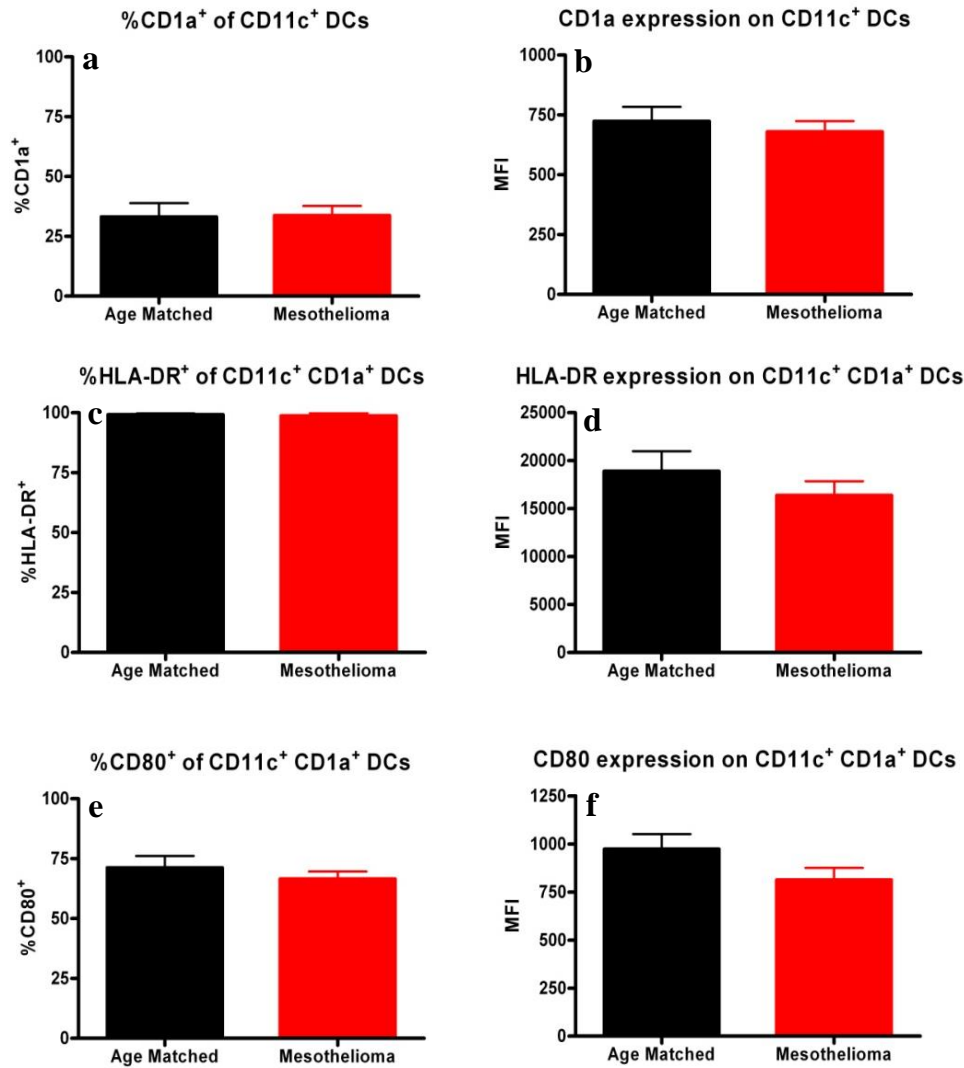 %CD1a⁺ of CD11c⁺ DCs
a
100
75
50
25
0
%CD1a⁺
Age Matched
Mesothelioma
CD1a expression on CD11c⁺ DCs
b
1000
750
500
250
0
MFI
Age Matched
Mesothelioma
%HLA-DR⁺ of CD11c⁺ CD1a⁺ DCs
c
100
75
50
25
0
%HLA-DR⁺
Age Matched
Mesothelioma
HLA-DR expression on CD11c⁺ CD1a⁺ DCs
d
25000
20000
15000
10000
5000
0
MFI
Age Matched
Mesothelioma
%CD80⁺ of CD11c⁺ CD1a⁺ DCs
e
100
75
50
25
0
%CD80⁺
Age Matched
Mesothelioma
CD80 expression on CD11c⁺ CD1a⁺ DCs
f
1250
1000
750
500
250
0
MFI
Age Matched
Mesothelioma